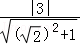 |3|
√((√2)²+1)